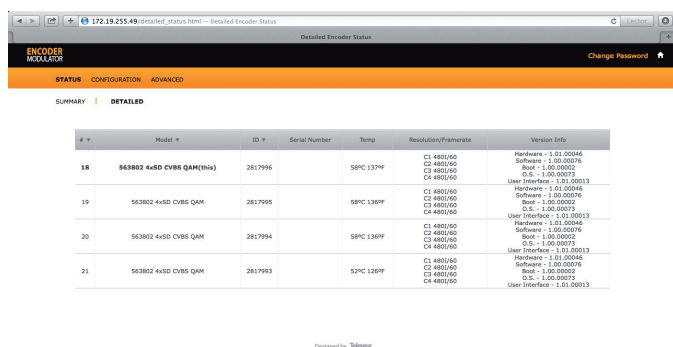 172.19.255.49/detailed_status.html — Detailed Encoder Status
Lector
Detailed Encoder Status
ENCODER
MODULATOR
Change Password
STATUS CONFIGURATION ADVANCED
SUMMARY | DETAILED
# Model ID Serial Number Temp Resolution/Framerate Version Info
18 563802 4xSD CVBS QAM(this) 2817996 58ºC 137ºF
C1 480I/60
C2 480I/60
C3 480I/60
C4 480I/60
Hardware - 1.01.00046
Software - 1.00.00076
Boot - 1.00.00002
O.S. - 1.00.00073
User Interface - 1.01.00013
19 563802 4xSD CVBS QAM 2817995 58ºC 136ºF
C1 480I/60
C2 480I/60
C3 480I/60
C4 480I/60
Hardware - 1.01.00046
Software - 1.00.00076
Boot - 1.00.00002
O.S. - 1.00.00073
User Interface - 1.01.00013
20 563802 4xSD CVBS QAM 2817994 58ºC 136ºF
C1 480I/60
C2 480I/60
C3 480I/60
C4 480I/60
Hardware - 1.01.00046
Software - 1.00.00076
Boot - 1.00.00002
O.S. - 1.00.00073
User Interface - 1.01.00013
21 563802 4xSD CVBS QAM 2817993 52ºC 126ºF
C1 480I/60
C2 480I/60
C3 480I/60
C4 480I/60
Hardware - 1.01.00046
Software - 1.00.00076
Boot - 1.00.00002
O.S. - 1.00.00073
User Interface - 1.01.00013
Designed by Televes